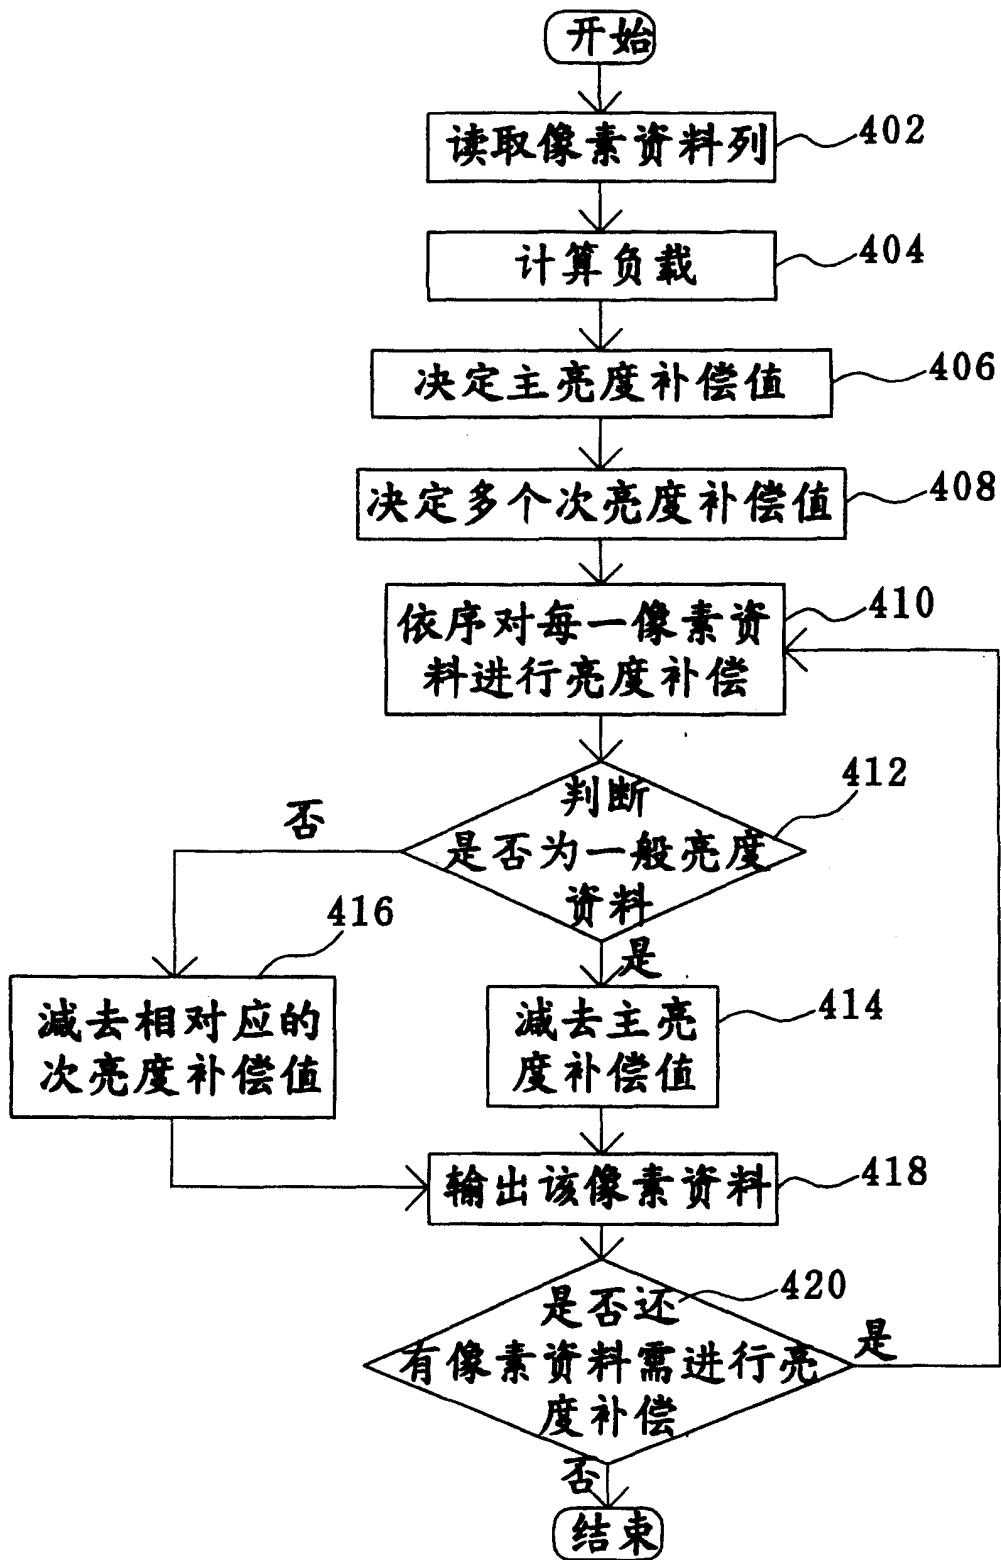 开始
读取像素资料列
402
计算负载
404
决定主亮度补偿值
406
决定多个次亮度补偿值
408
依序对每一像素资
料进行亮度补偿
410
判断
是否为一般亮度
资料
412
否
是
416
减去相对应的
次亮度补偿值
减去主亮
度补偿值
414
输出该像素资料
418
是否还
有像素资料需进行亮
度补偿
420
是
否
结束